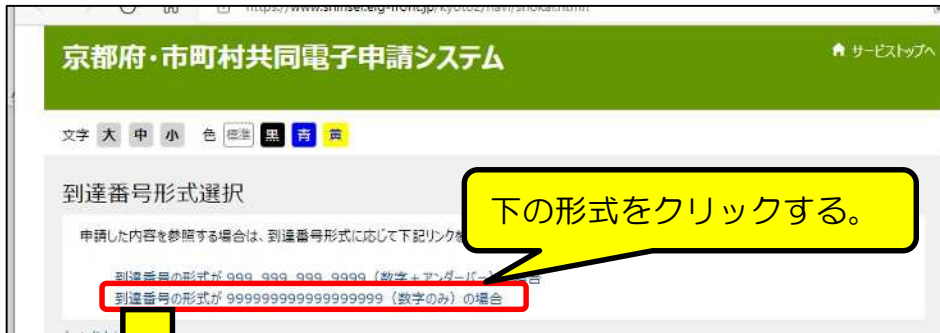 京都府・市町村共同電子申請システム
サービストップへ
文字 大 中 小 色 標準 黒 青 黄
到達番号形式選択
下の形式をクリックする。
申請した内容を参照する場合は、到達番号形式に応じて下記リンクを
到達番号の形式が 999_999_999_9999（数字+アンダーバー）
到達番号の形式が 999999999999999999（数字のみ）の場合